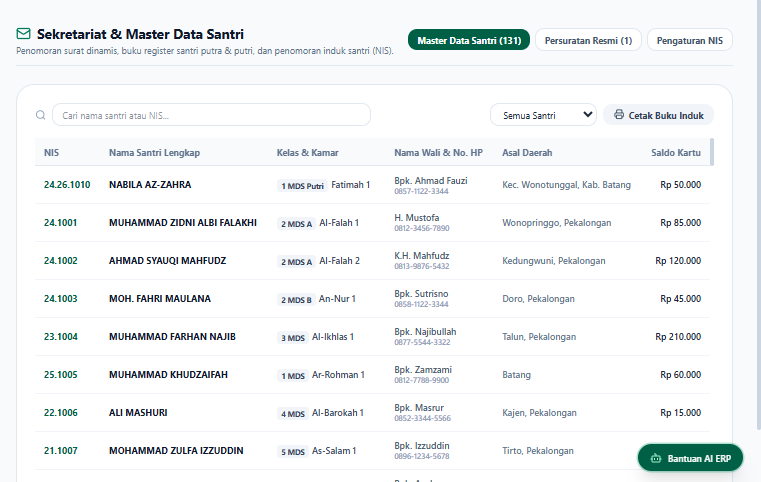 Sekretariat & Master Data Santri
Penomoran surat dinamis, buku register santri putra & putri, dan penomoran induk santri (NIS).
Master Data Santri (131)
Persuratan Resmi (1)
Pengaturan NIS
Cari nama santri atau NIS...
Semua Santri
Cetak Buku Induk
NIS Nama Santri Lengkap Kelas & Kamar Nama Wali & No. HP Asal Daerah Saldo Kartu
24.26.1010 NABILA AZ-ZAHRA 1 MDS Putri Fatimah 1 Bpk. Ahmad Fauzi Kec. Wonotunggal, Kab. Batang Rp 50.000
0857-1122-3344
24.1001 MUHAMMAD ZIDNI ALBI FALAKHI 2 MDS A Al-Falah 1 H. Mustofa Wonopringgo, Pekalongan Rp 85.000
0812-3456-7890
24.1002 AHMAD SYAUQI MAHFUDZ 2 MDS A Al-Falah 2 K.H. Mahfudz Kedungwuni, Pekalongan Rp 120.000
0813-9876-5432
24.1003 MOH. FAHRI MAULANA 2 MDS B An-Nur 1 Bpk. Sutrisno Doro, Pekalongan Rp 45.000
0858-1122-3344
23.1004 MUHAMMAD FARHAN NAJIB 3 MDS Al-Ikhlas 1 Bpk. Najibullah Talun, Pekalongan Rp 210.000
0877-5544-3322
25.1005 MUHAMMAD KHUDZAIFAH 1 MDS Ar-Rohman 1 Bpk. Zamzami Batang Rp 60.000
0812-7788-9900
22.1006 ALI MASHURI 4 MDS Al-Barokah 1 Bpk. Masrur Kajen, Pekalongan Rp 15.000
0852-3344-5566
21.1007 MOHAMMAD ZULFA IZZUDDIN 5 MDS As-Salam 1 Bpk. Izzuddin Tirto, Pekalongan
0896-1234-5678
Bantuan AI ERP